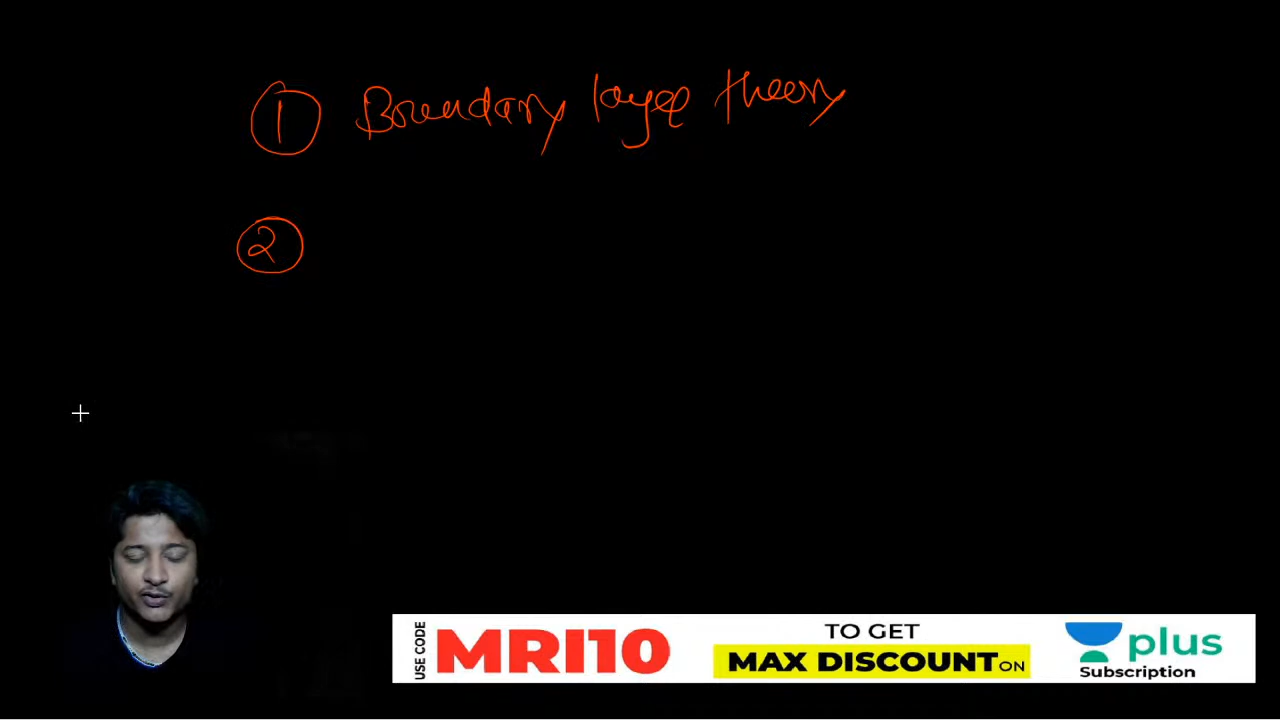 ① Boundary layer theory
②
USE CODE
MRI10
TO GET
MAX DISCOUNT ON
plus
Subscription